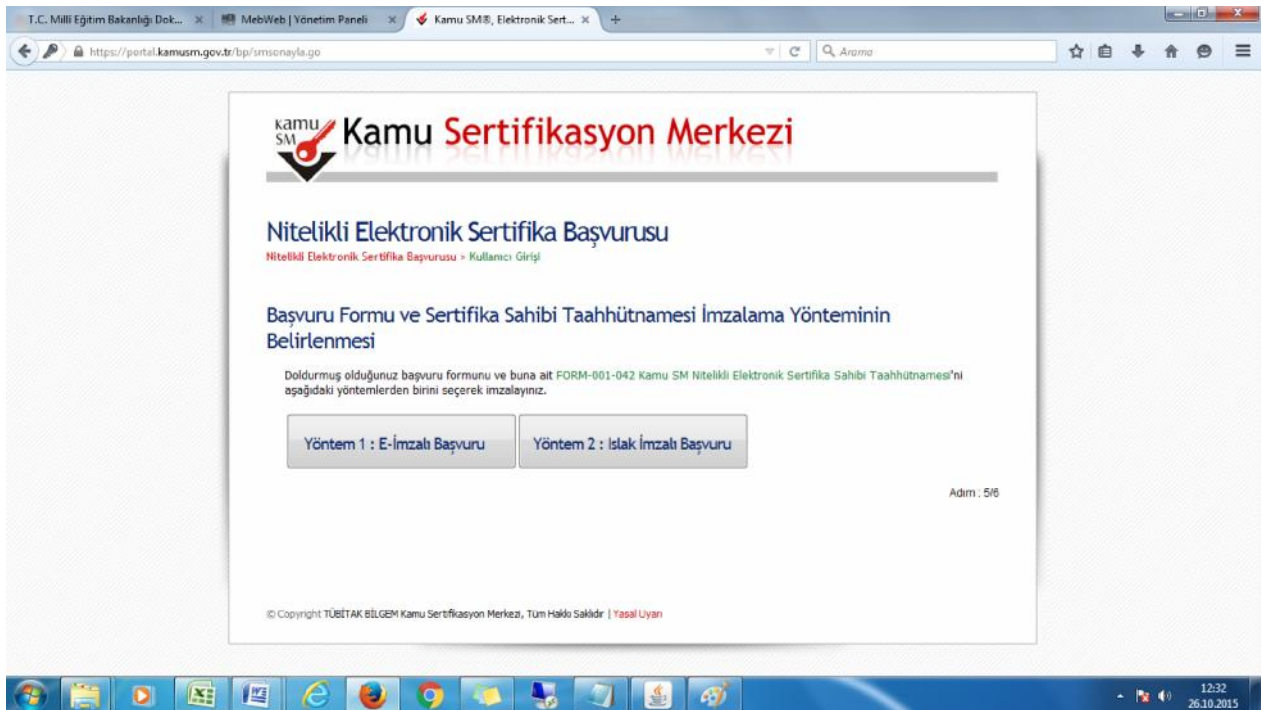 T.C. Millî Eğitim Bakanlığı Dok...
MebWeb | Yönetim Paneli
Kamu SM®, Elektronik Sert...
https://portal.kamusm.gov.tr/bp/smsonayla.go
Arama
kamu
SM
Kamu Sertifikasyon Merkezi
Nitelikli Elektronik Sertifika Başvurusu
Nitelikli Elektronik Sertifika Başvurusu > Kullanıcı Girişi
Başvuru Formu ve Sertifika Sahibi Taahhütnamesi İmzalama Yönteminin
Belirlenmesi
Doldurmuş olduğunuz başvuru formunu ve buna ait FORM-001-042 Kamu SM Nitelikli Elektronik Sertifika Sahibi Taahhütnamesi'ni
aşağıdaki yöntemlerden birini seçerek imzalayınız.
Yöntem 1 : E-İmzalı Başvuru
Yöntem 2 : Islak İmzalı Başvuru
Adım : 5/6
© Copyright TÜBİTAK BİLGEM Kamu Sertifikasyon Merkezi, Tüm Hakkı Saklıdır | Yasal Uyarı
12:32
26.10.2015